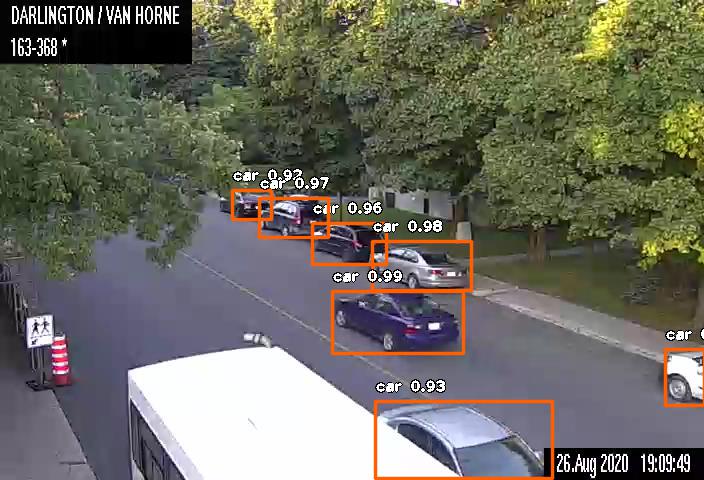 DARLINGTON / VAN HORNE
163-368 *
car 0.92
car 0.97
car 0.96
car 0.98
car 0.99
car
car 0.93
26.Aug 2020 19:09:49